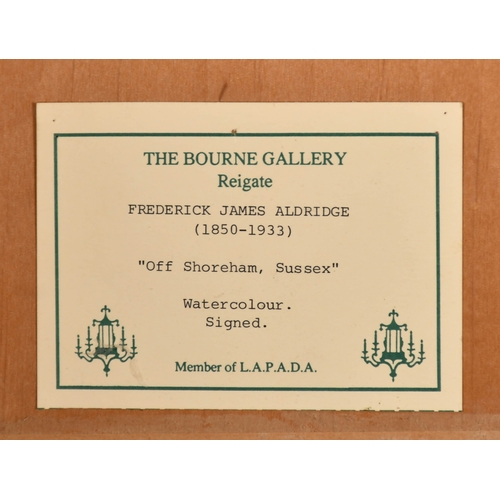 THE BOURNE GALLERY
Reigate
FREDERICK JAMES ALDRIDGE
(1850-1933)
"Off Shoreham, Sussex"
Watercolour.
Signed.
Member of L.A.P.A.D.A.